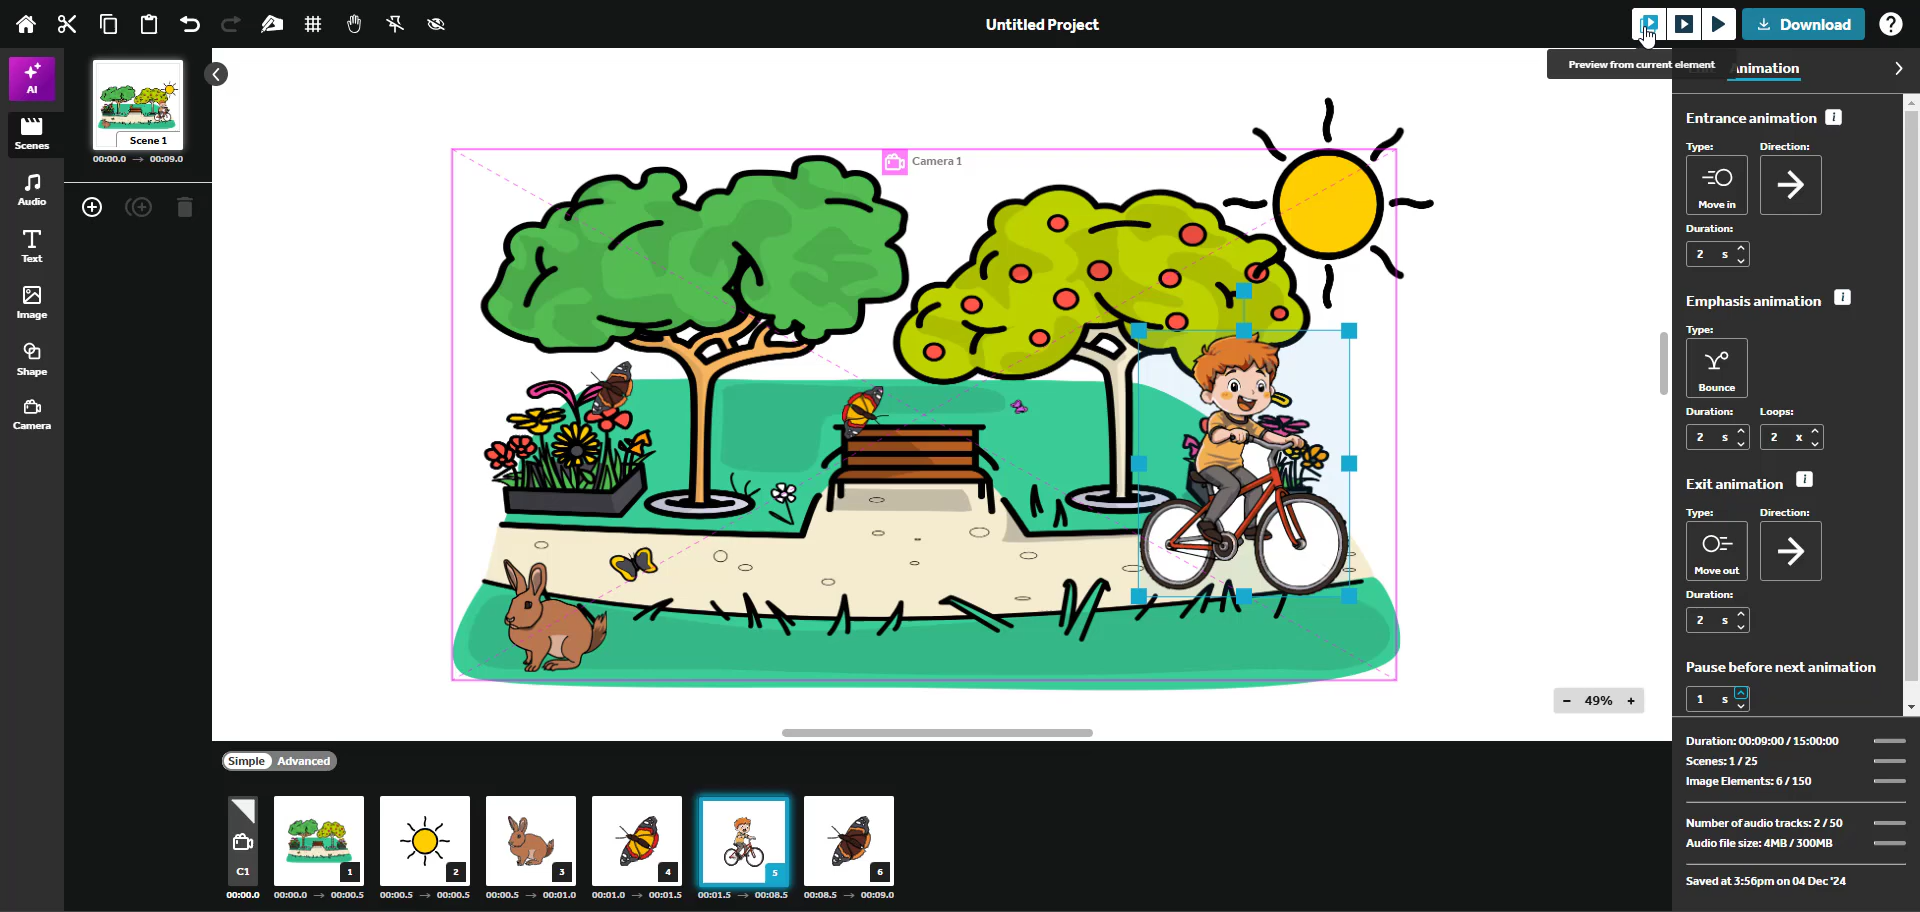 Untitled Project
Download
?
Preview from current element
Animation
AI
Scenes
Audio
Text
Image
Shape
Camera
Scene 1
00:00.0 → 00:09.0
Camera 1
Entrance animation i
Type: Direction:
Move in
Duration:
2 s
Emphasis animation i
Type:
Bounce
Duration: Loops:
2 s 2 x
Exit animation i
Type: Direction:
Move out
Duration:
2 s
Pause before next animation
1 s
- 49% +
Duration: 00:09:00 / 15:00:00
Scenes: 1 / 25
Image Elements: 6 / 150
Number of audio tracks: 2 / 50
Audio file size: 4MB / 300MB
Saved at 3:56pm on 04 Dec '24
Simple Advanced
C1 1 2 3 4 5 6
00:00.0 00:00.0 → 00:00.5 00:00.5 → 00:00.5 00:00.5 → 00:01.0 00:01.0 → 00:01.5 00:01.5 → 00:08.5 00:08.5 → 00:09.0